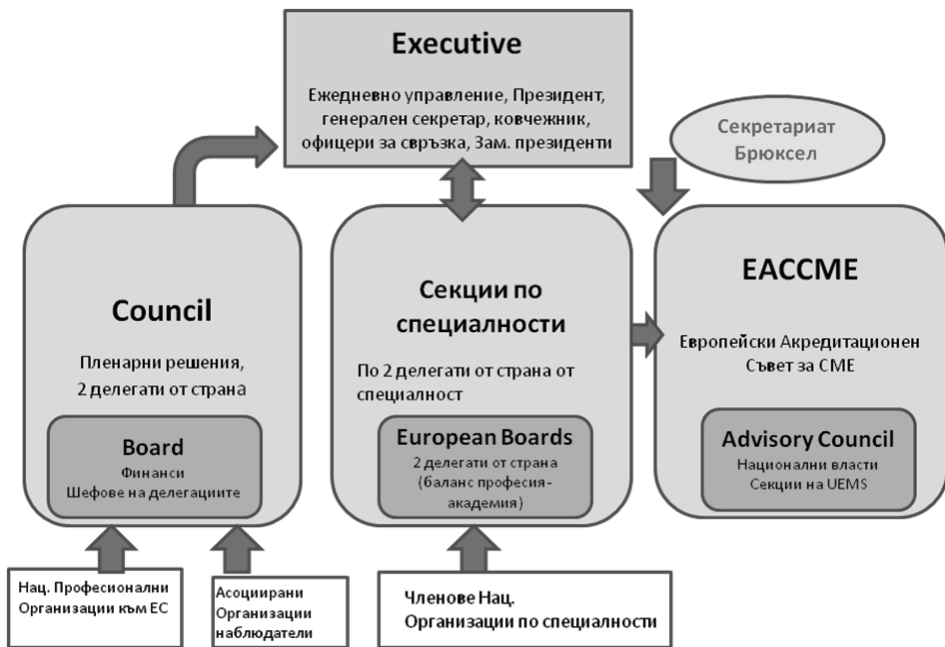 Executive
Ежедневно управление, Президент,
генерален секретар, ковчежник,
офицери за свръзка, Зам. президенти
Секретариат
Брюксел
Council
Пленарни решения,
2 делегати от страна
Board
Финанси
Шефове на делегациите
Секции по
специалности
По 2 делегати от страна от
специалност
European Boards
2 делегати от страна
(баланс професия-
академия)
EACCME
Европейски Акредитационен
Съвет за СМЕ
Advisory Council
Национални власти
Секции на UEMS
Нац. Професионални
Организации към ЕС
Асоциирани
Организации
наблюдатели
Членове Нац.
Организации по специалности